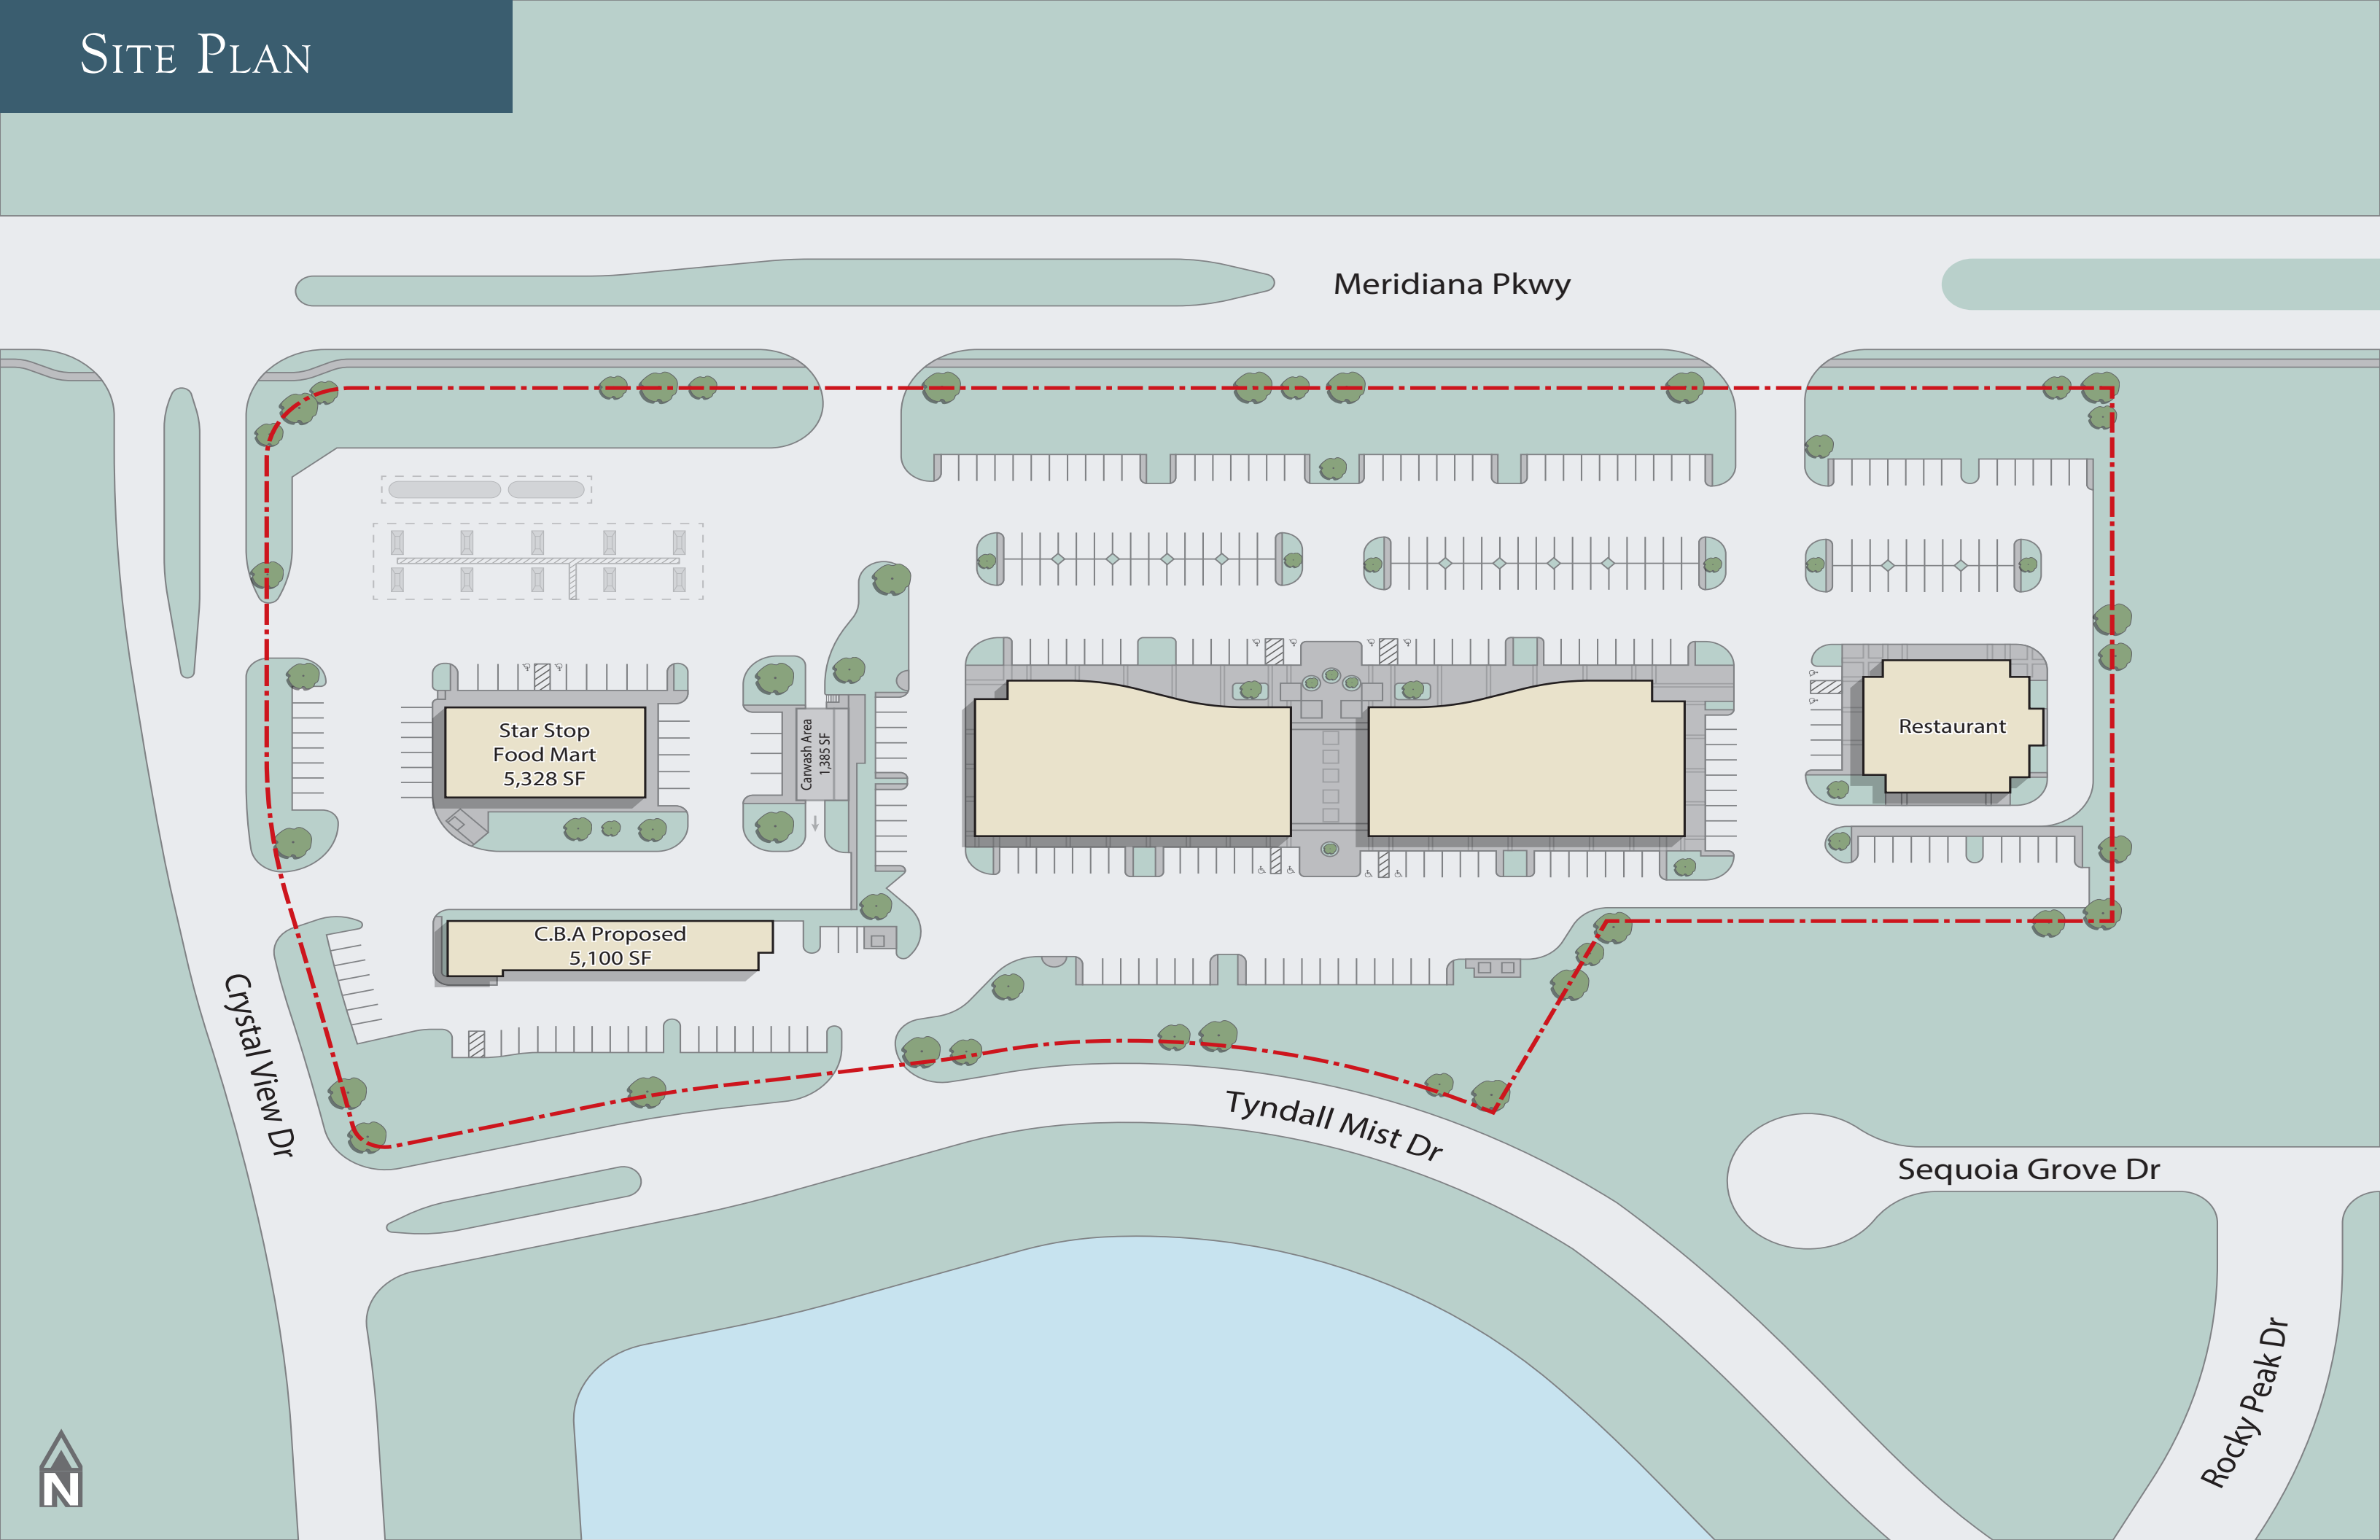 SITE PLAN
Meridiana Pkwy
Star Stop
Food Mart
5,328 SF
Carwash Area
1,385 SF
Restaurant
C.B.A Proposed
5,100 SF
Crystal View Dr
Tyndall Mist Dr
Sequoia Grove Dr
Rocky Peak Dr
N